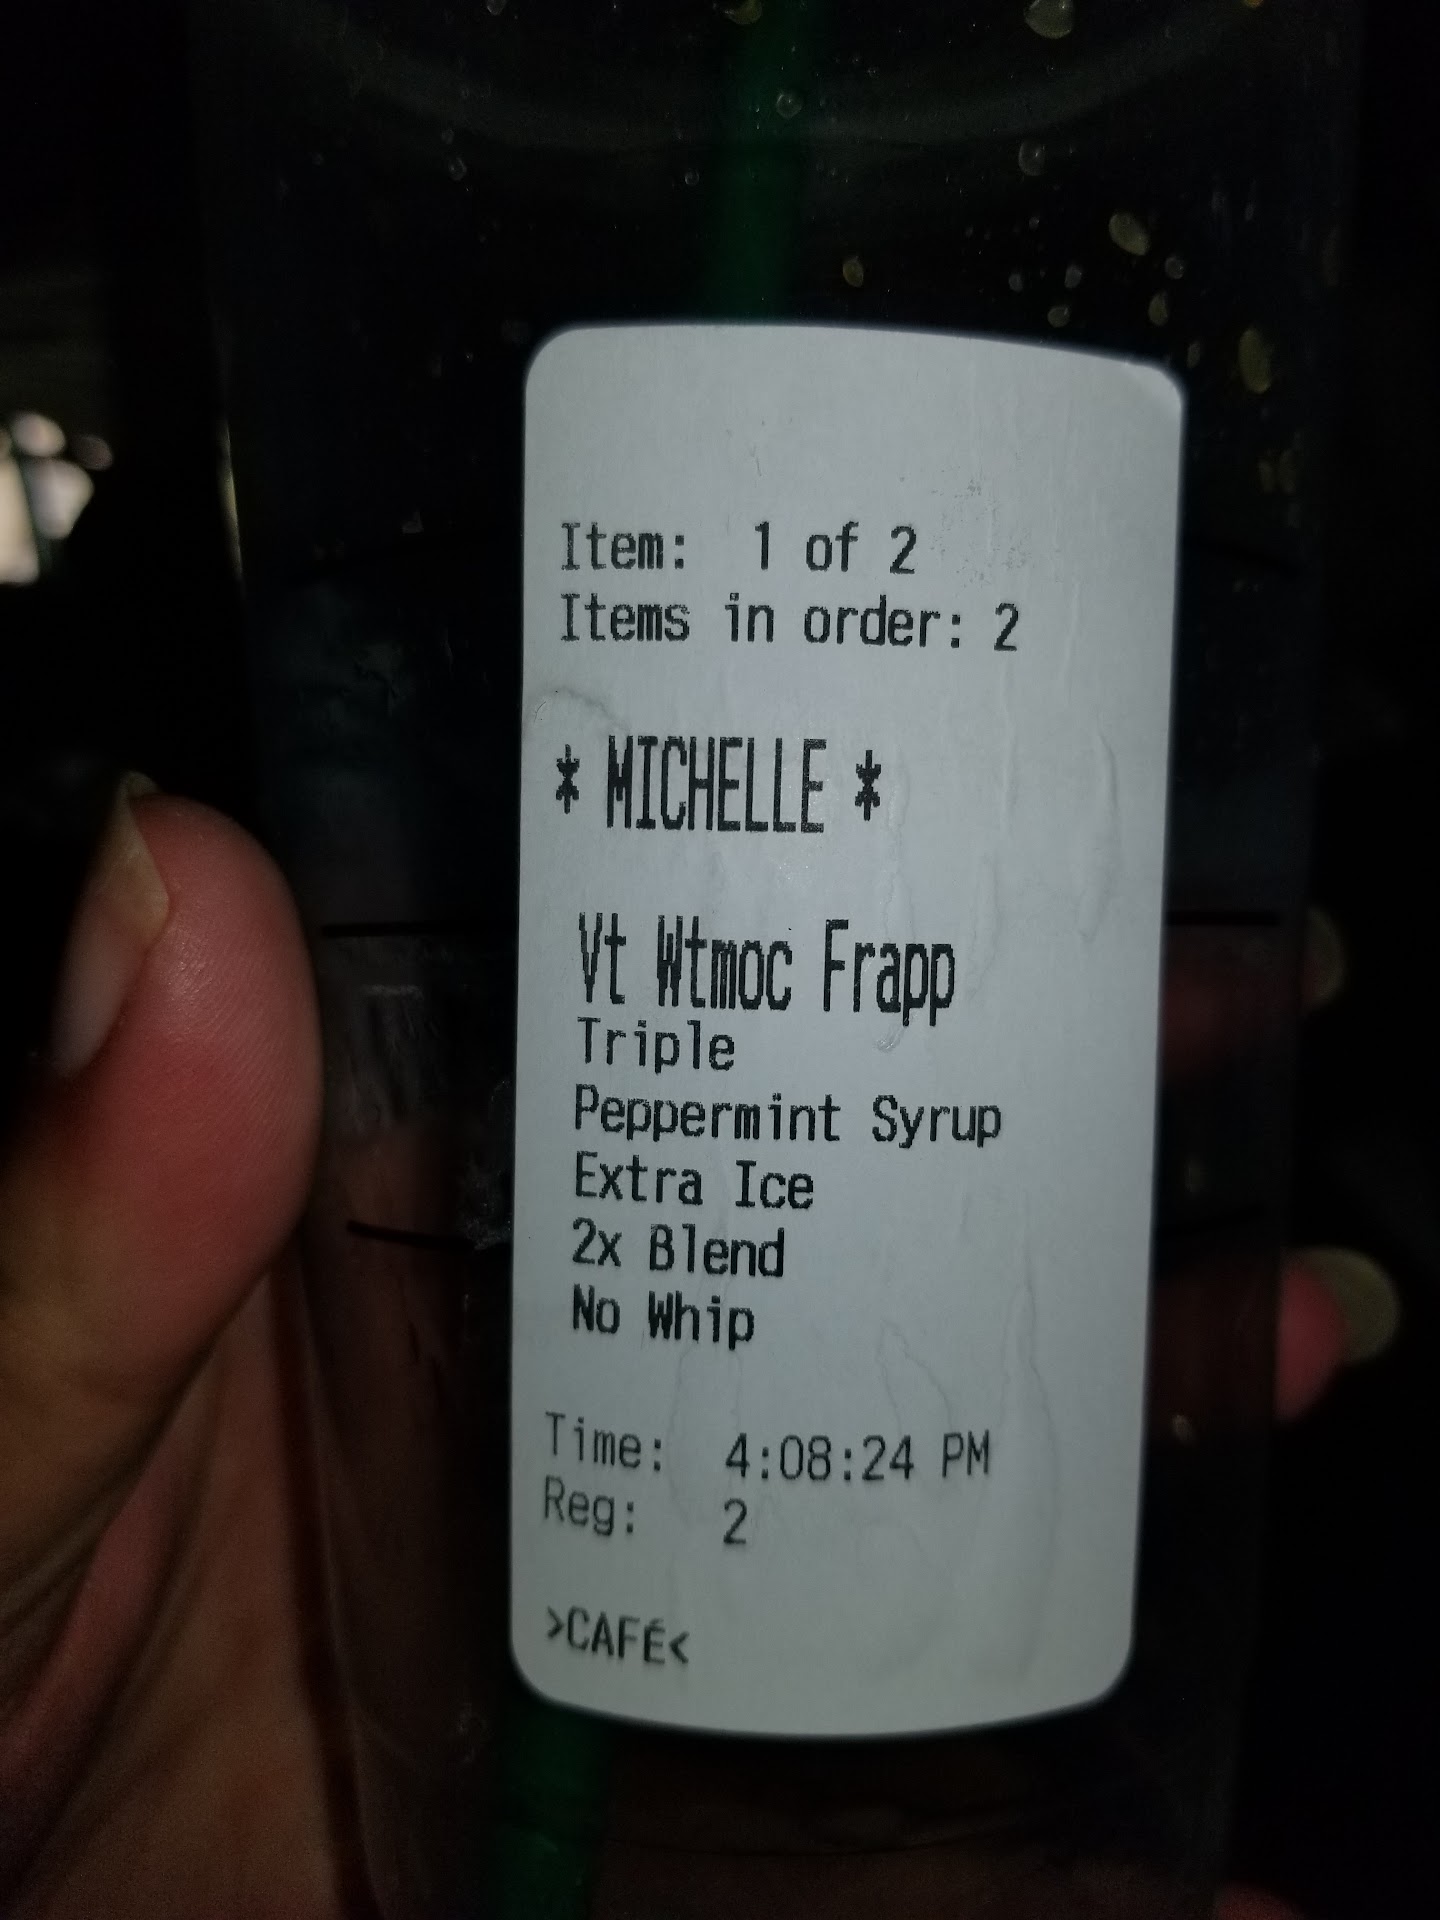 Item: 1 of 2
Items in order: 2
* MICHELLE *
Vt Wtmoc Frapp
Triple
Peppermint Syrup
Extra Ice
2x Blend
No Whip
Time: 4:08:24 PM
Reg: 2
>CAFÉ<